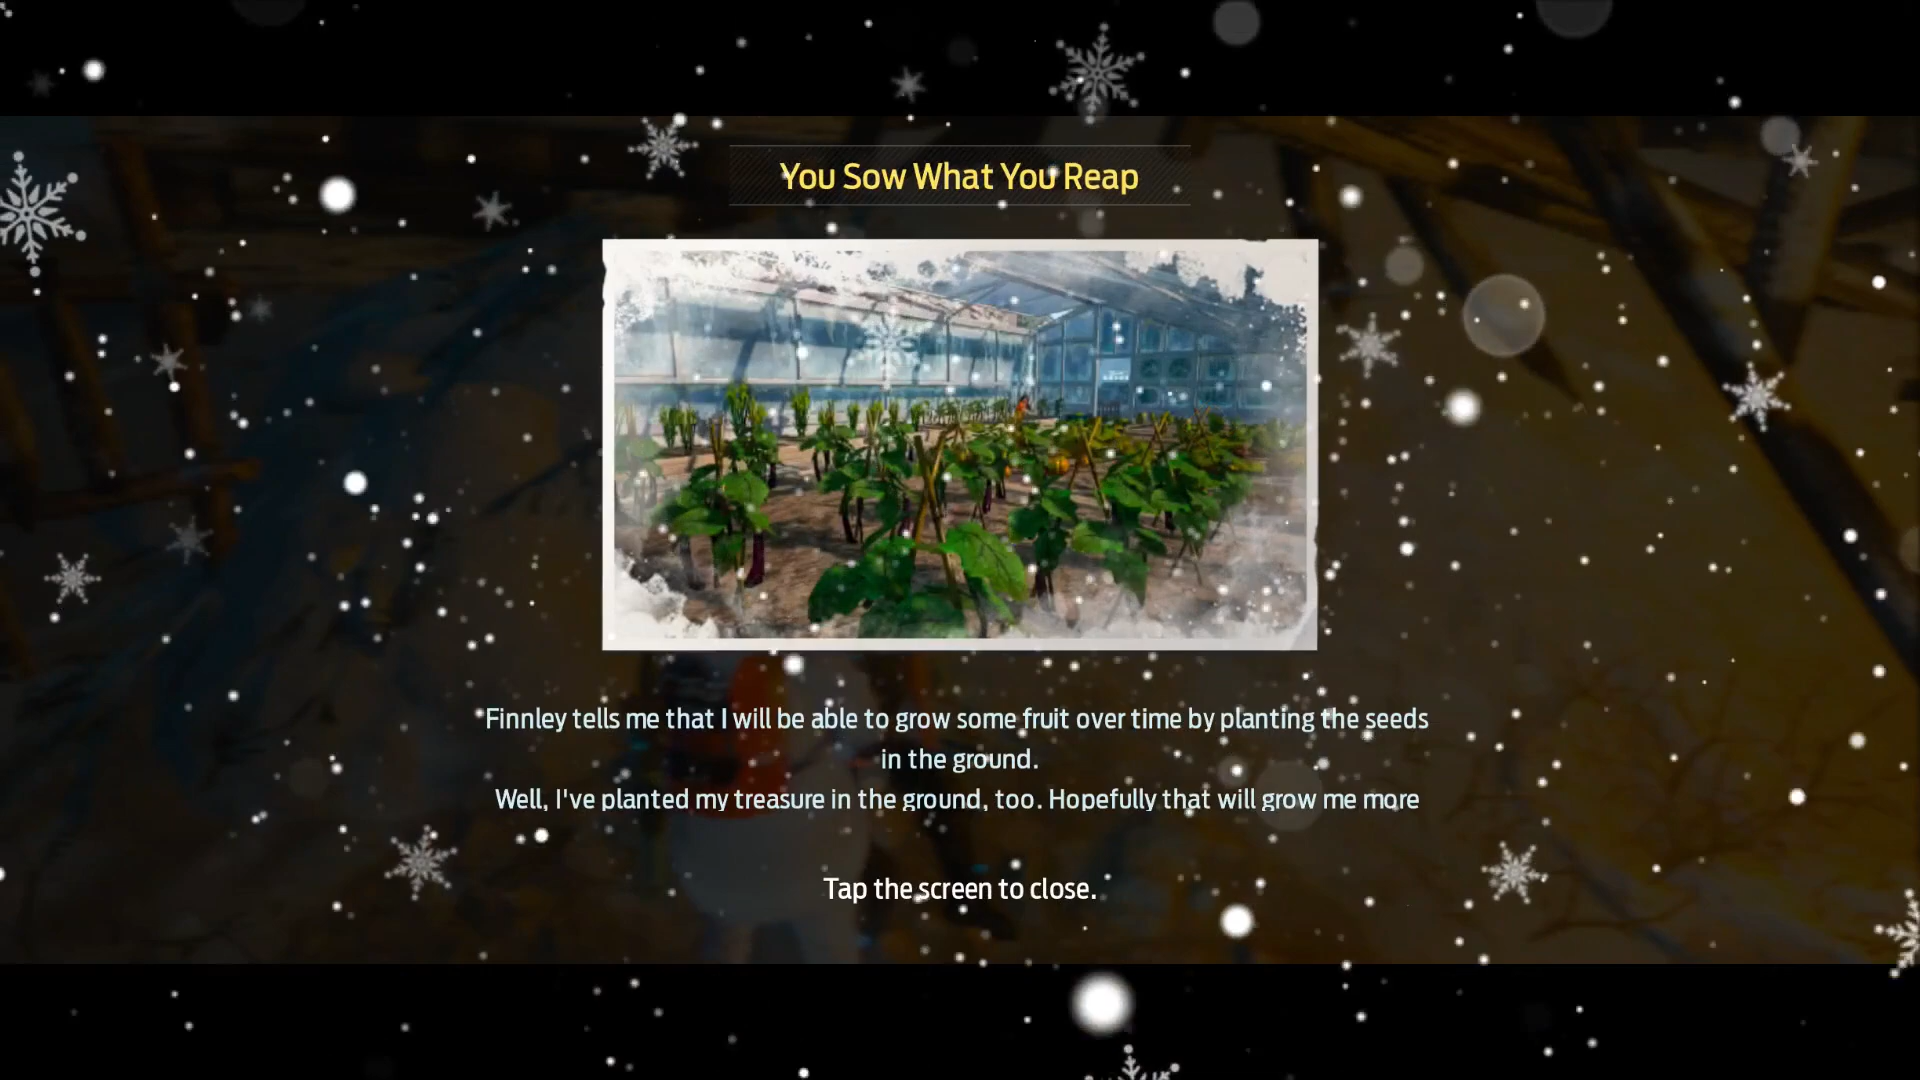 You Sow What You Reap
Finnley tells me that I will be able to grow some fruit over time by planting the seeds
in the ground.
Well, I've planted my treasure in the ground, too. Hopefully that will grow me more
Tap the screen to close.